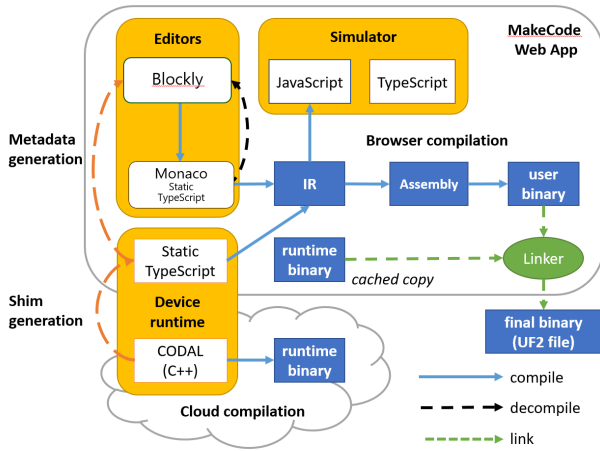 Editors
Simulator
MakeCode
Web App
Blockly
JavaScript
TypeScript
Metadata
generation
Browser compilation
Monaco
Static
TypeScript
IR
Assembly
user
binary
Static
TypeScript
runtime
binary
cached copy
Linker
Shim
generation
Device
runtime
final binary
(UF2 file)
CODAL
(C++)
runtime
binary
Cloud compilation
compile
decompile
link